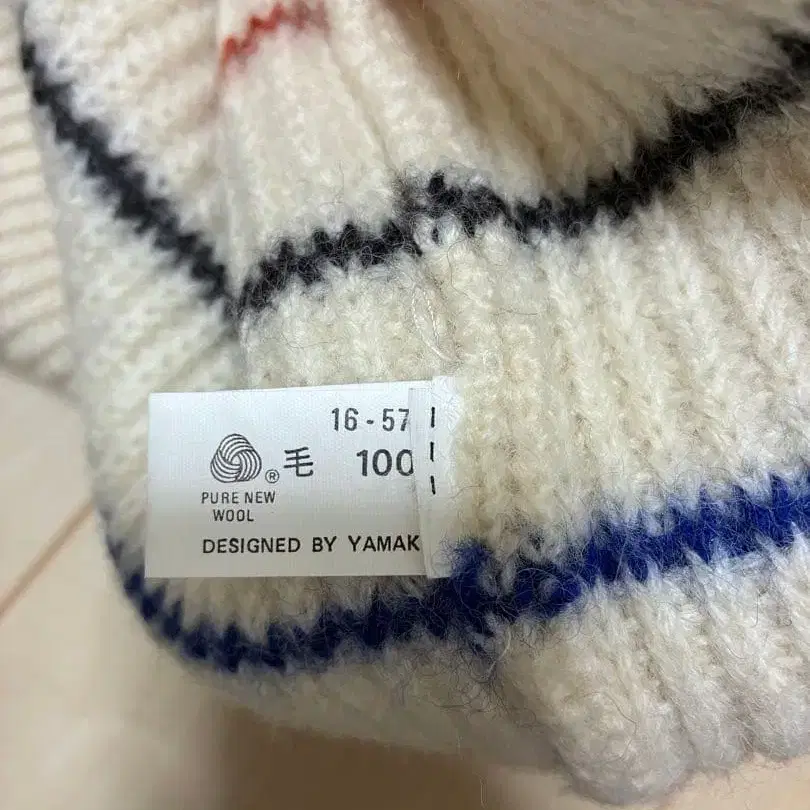 16-57
® 毛 100
PURE NEW
WOOL
DESIGNED BY YAMAK